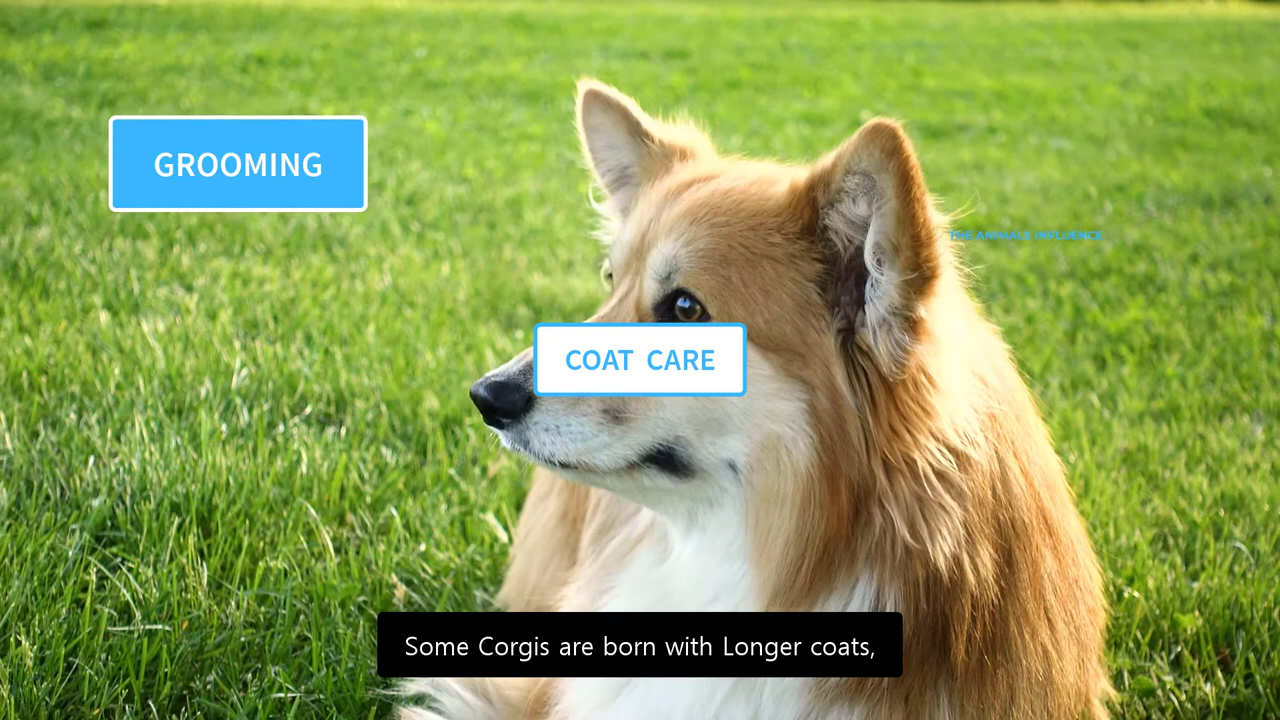 GROOMING
THE ANIMALS INFLUENCE
COAT CARE
Some Corgis are born with Longer coats,